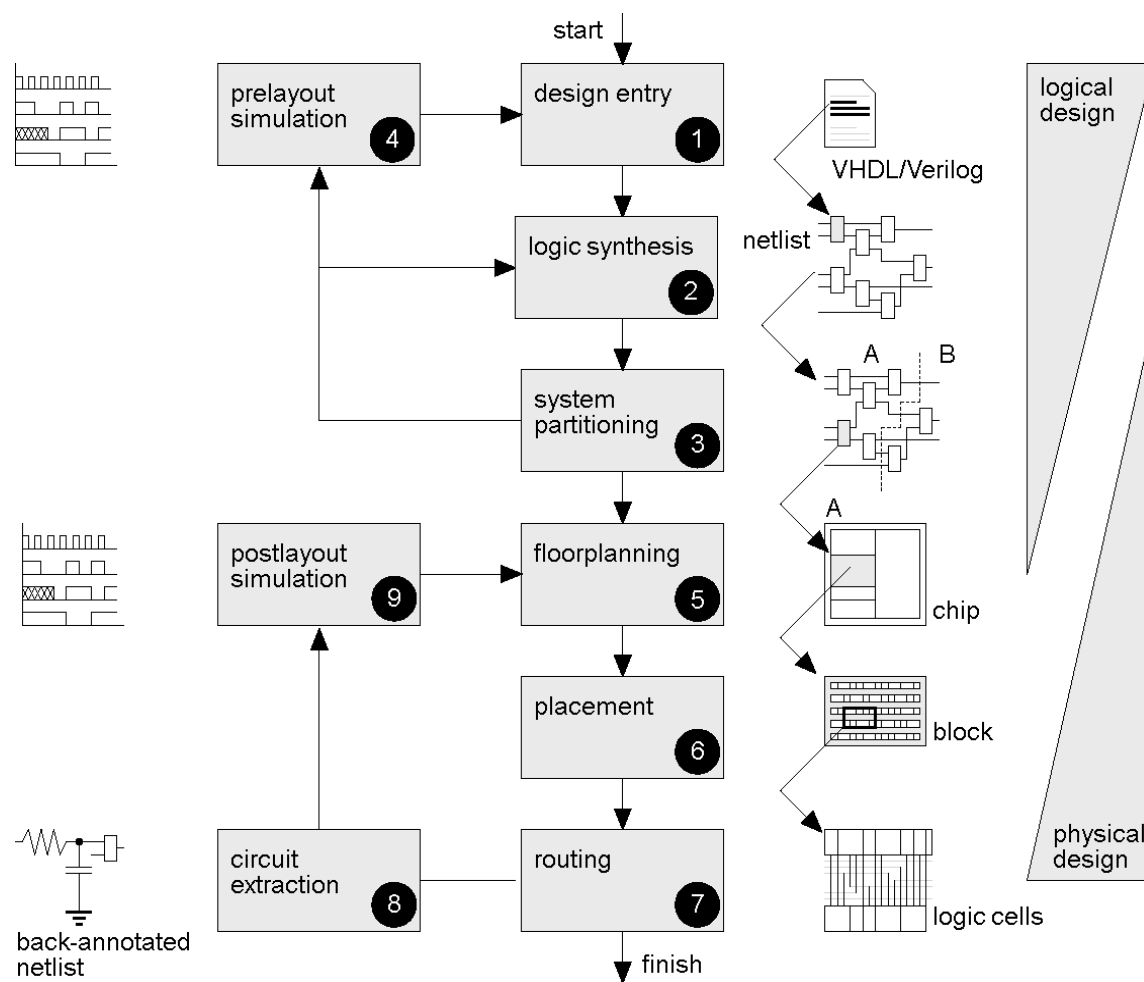 start
prelayout
simulation
4
design entry
1
VHDL/Verilog
logical
design
logic synthesis
2
netlist
system
partitioning
3
A
B
postlayout
simulation
9
floorplanning
5
A
chip
placement
6
block
circuit
extraction
8
routing
7
logic cells
physical
design
back-annotated
netlist
finish